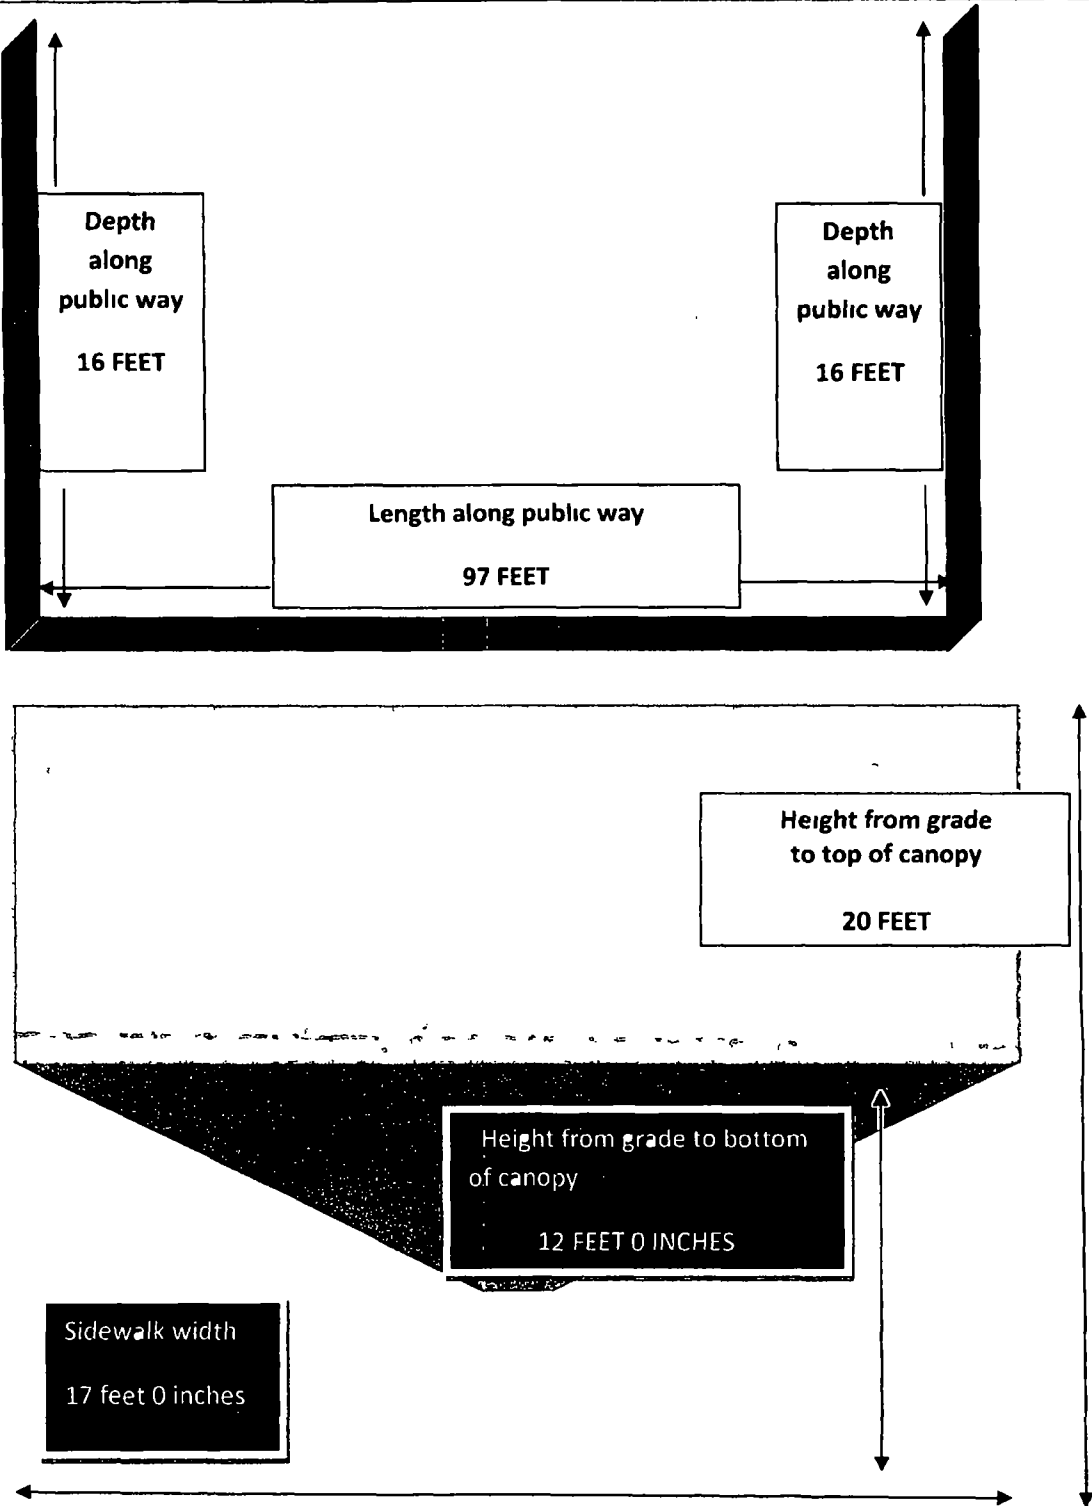 Depth
along
public way
16 FEET
Depth
along
public way
16 FEET
Length along public way
97 FEET
Height from grade
to top of canopy
20 FEET
Height from grade to bottom
of canopy
12 FEET 0 INCHES
Sidewalk width
17 feet 0 inches